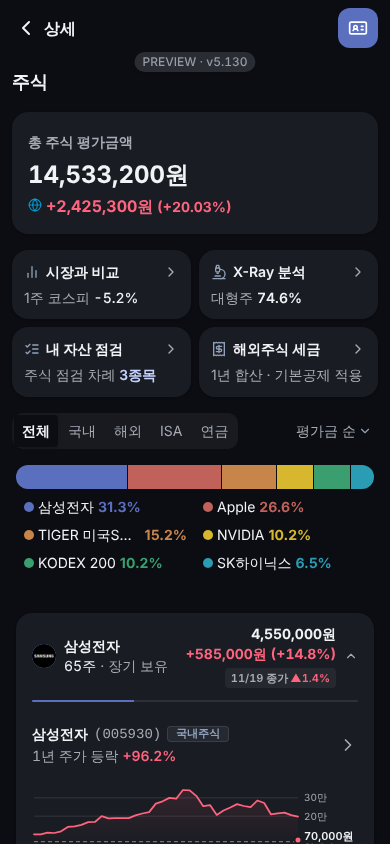 상세
PREVIEW · v5.130
주식
총 주식 평가금액
14,533,200원
+2,425,300원 (+20.03%)
시장과 비교
1주 코스피 -5.2%
X-Ray 분석
대형주 74.6%
내 자산 점검
주식 점검 차례 3종목
해외주식 세금
1년 합산 · 기본공제 적용
전체 국내 해외 ISA 연금 평가금 순
삼성전자 31.3% Apple 26.6%
TIGER 미국S... 15.2% NVIDIA 10.2%
KODEX 200 10.2% SK하이닉스 6.5%
SAMSUNG
삼성전자
65주 · 장기 보유
4,550,000원
+585,000원 (+14.8%)
11/19 종가 ▲1.4%
삼성전자 (005930) 국내주식
1년 주가 등락 +96.2%
30만
20만
70,000원